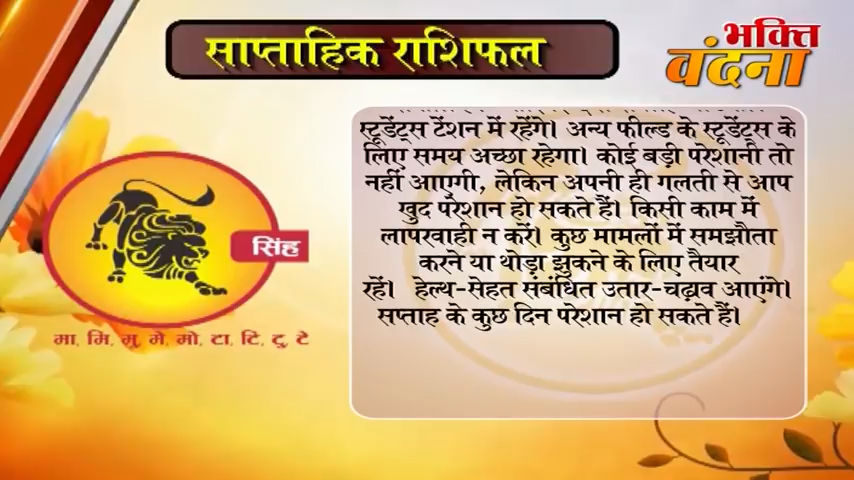 साप्ताहिक राशिफल
भक्ति
वंदना
स्टूडेंट्स टेंशन में रहेंगे। अन्य फील्ड के स्टूडेंट्स के
लिए समय अच्छा रहेगा। कोई बड़ी परेशानी तो
नहीं आएगी, लेकिन अपनी ही गलती से आप
खुद परेशान हो सकते हैं। किसी काम में
लापरवाही न करें। कुछ मामलों में समझौता
करने या थोड़ा झुकने के लिए तैयार
रहें। हेल्थ-सेहत संबंधित उतार-चढ़ाव आएंगे।
सप्ताह के कुछ दिन परेशान हो सकते हैं।
सिंह
मा, मि, मु, मे, मो, टा, टि, टु, टे